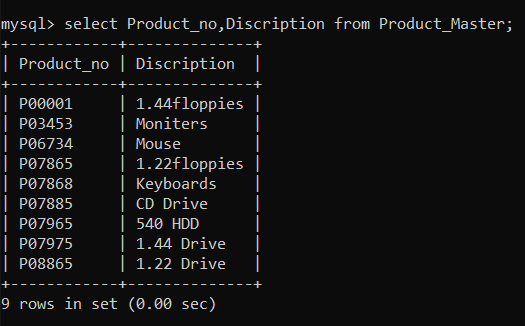 mysql> select Product_no,Discription from Product_Master;
+------------+--------------+
| Product_no | Discription  |
+------------+--------------+
| P00001     | 1.44floppies |
| P03453     | Moniters     |
| P06734     | Mouse        |
| P07865     | 1.22floppies |
| P07868     | Keyboards    |
| P07885     | CD Drive     |
| P07965     | 540 HDD      |
| P07975     | 1.44 Drive   |
| P08865     | 1.22 Drive   |
+------------+--------------+
9 rows in set (0.00 sec)